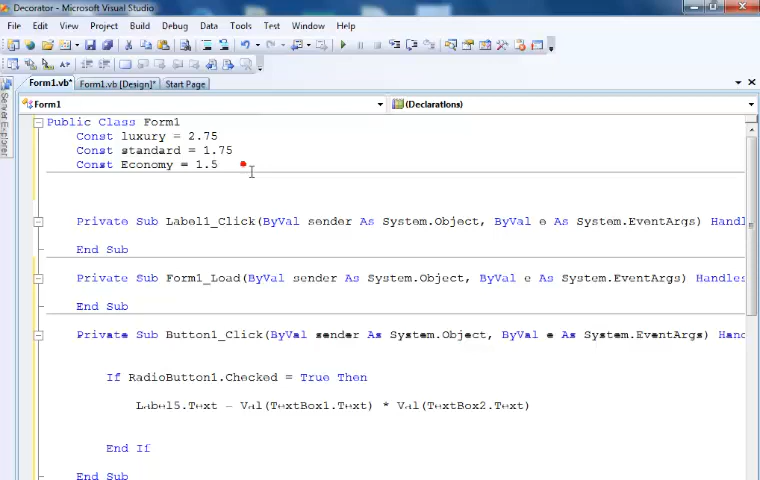 Decorator - Microsoft Visual Studio
File Edit View Project Build Debug Data Tools Test Window Help
Form1.vb* Form1.vb [Design]* Start Page
Server Explorer
Form1 (Declarations)
Public Class Form1
Const luxury = 2.75
Const standard = 1.75
Const Economy = 1.5
Private Sub Label1_Click(ByVal sender As System.Object, ByVal e As System.EventArgs) Handle
End Sub
Private Sub Form1_Load(ByVal sender As System.Object, ByVal e As System.EventArgs) Handles
End Sub
Private Sub Button1_Click(ByVal sender As System.Object, ByVal e As System.EventArgs) Hand
If RadioButton1.Checked = True Then
Label5.Text = Val(TextBox1.Text) * Val(TextBox2.Text)
End If
End Sub